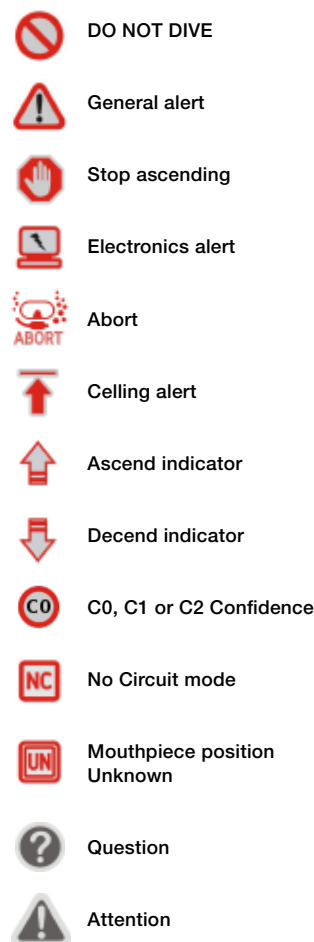 DO NOT DIVE
General alert
Stop ascending
Electronics alert
ABORT
Abort
Celling alert
Ascend indicator
Decend indicator
C0
C0, C1 or C2 Confidence
NC
No Circuit mode
UN
Mouthpiece position
Unknown
?
Question
!
Attention